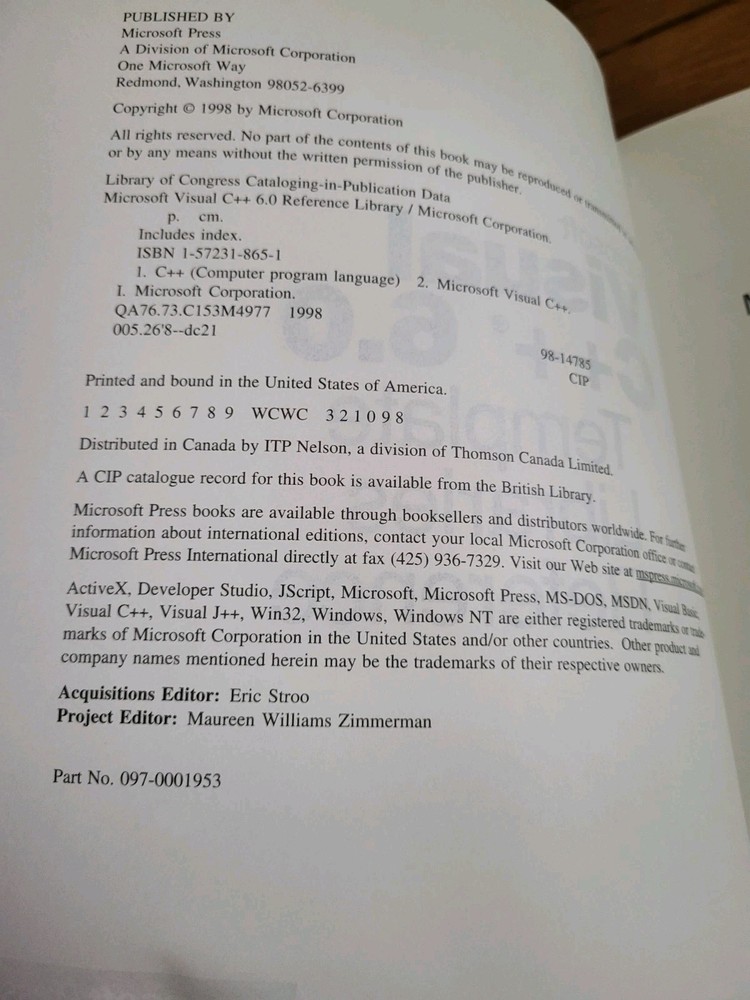 PUBLISHED BY
Microsoft Press
A Division of Microsoft Corporation
One Microsoft Way
Redmond, Washington 98052-6399
Copyright © 1998 by Microsoft Corporation
All rights reserved. No part of the contents of this book may be reproduced or
or by any means without the written permission of the publisher.
Library of Congress Cataloging-in-Publication Data
Microsoft Visual C++ 6.0 Reference Library / Microsoft Corporation.
p. cm.
Includes index.
ISBN 1-57231-865-1
1. C++ (Computer program language) 2. Microsoft Visual C++.
I. Microsoft Corporation.
QA76.73.C153M4977 1998
005.26'8--dc21
98-14785
CIP
Printed and bound in the United States of America.
1 2 3 4 5 6 7 8 9 WCWC 3 2 1 0 9 8
Distributed in Canada by ITP Nelson, a division of Thomson Canada Limited.
A CIP catalogue record for this book is available from the British Library.
Microsoft Press books are available through booksellers and distributors worldwide. For further
information about international editions, contact your local Microsoft Corporation office or
Microsoft Press International directly at fax (425) 936-7329. Visit our Web site at
ActiveX, Developer Studio, JScript, Microsoft, Microsoft Press, MS-DOS, MSDN, Visual Basic,
Visual C++, Visual J++, Win32, Windows, Windows NT are either registered trademarks or
marks of Microsoft Corporation in the United States and/or other countries. Other product and
company names mentioned herein may be the trademarks of their respective owners.
Acquisitions Editor: Eric Stroo
Project Editor: Maureen Williams Zimmerman
Part No. 097-0001953